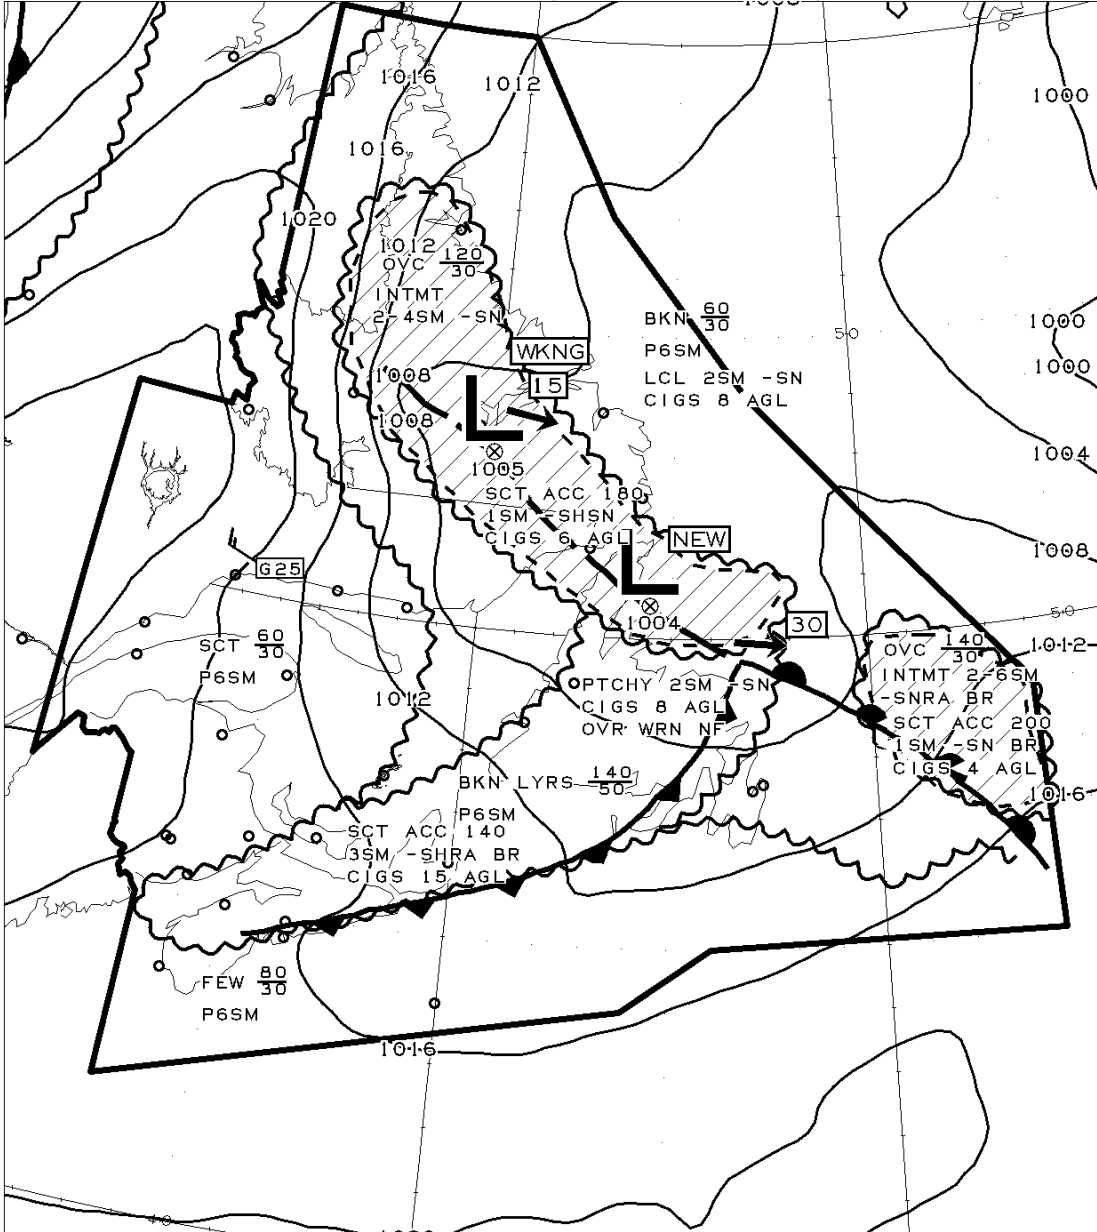 1016
1012
1000
1016
1020
1012
OVC 120
30
INTMT
2-4SM -SN
BKN 60
30
P6SM
LCL 2SM -SN
CIGS 8 AGL
50
1000
1000
WKNG
15
1008
1008
1005
1004
SCT ACC 180
1SM -SHSN
CIGS 6 AGL
NEW
1008
G25
1004
30
50
1012
SCT 60
30
P6SM
OVC 140
30
INTMT 2-6SM
-SNRA BR
SCT ACC 200
1SM -SN BR
CIGS 4 AGL
PTCHY 2SM -SN
CIGS 8 AGL
OVR WRN NF
1012
BKN LYRS 140
50
P6SM
1016
SCT ACC 140
3SM -SHRA BR
CIGS 15 AGL
FEW 80
30
P6SM
1016
40